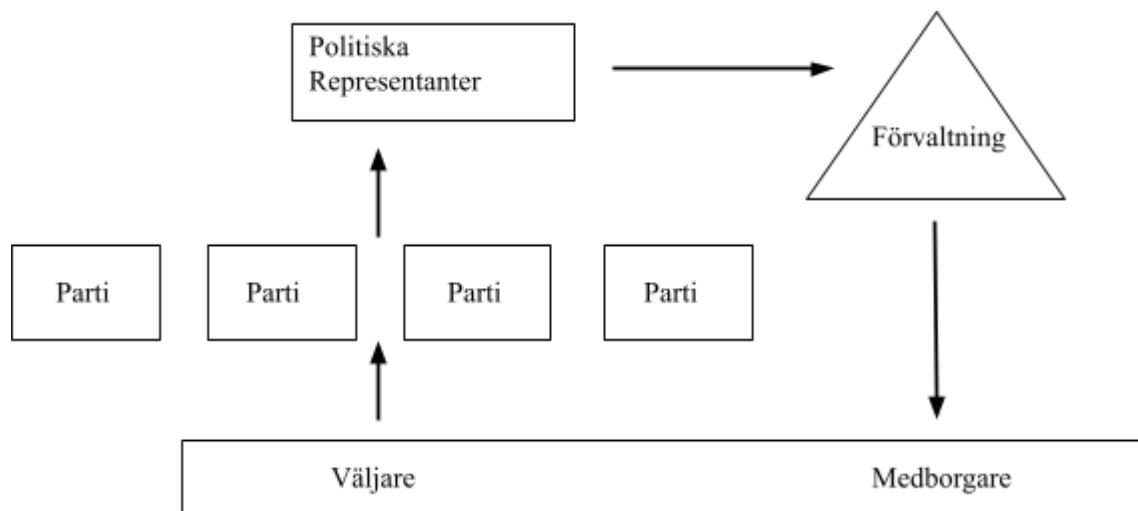 Politiska
Representanter
Förvaltning
Parti
Parti
Parti
Parti
Väljare
Medborgare